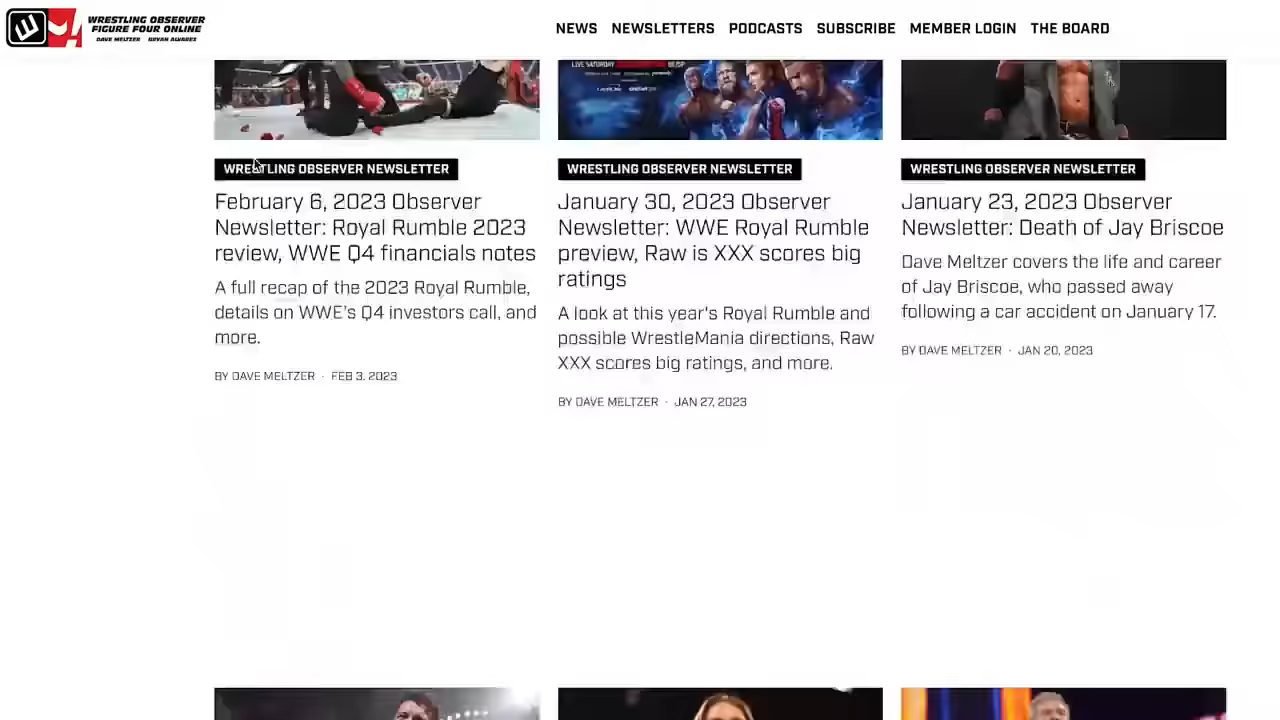 WRESTLING OBSERVER
FIGURE FOUR ONLINE
DAVE MELTZER BRYAN ALVAREZ
NEWS NEWSLETTERS PODCASTS SUBSCRIBE MEMBER LOGIN THE BOARD
WRESTLING OBSERVER NEWSLETTER
February 6, 2023 Observer
Newsletter: Royal Rumble 2023
review, WWE Q4 financials notes
A full recap of the 2023 Royal Rumble,
details on WWE's Q4 investors call, and
more.
BY DAVE MELTZER · FEB 3, 2023
LIVE SATURDAY
WRESTLING OBSERVER NEWSLETTER
January 30, 2023 Observer
Newsletter: WWE Royal Rumble
preview, Raw is XXX scores big
ratings
A look at this year's Royal Rumble and
possible WrestleMania directions, Raw
XXX scores big ratings, and more.
BY DAVE MELTZER · JAN 27, 2023
WRESTLING OBSERVER NEWSLETTER
January 23, 2023 Observer
Newsletter: Death of Jay Briscoe
Dave Meltzer covers the life and career
of Jay Briscoe, who passed away
following a car accident on January 17.
BY DAVE MELTZER · JAN 20, 2023